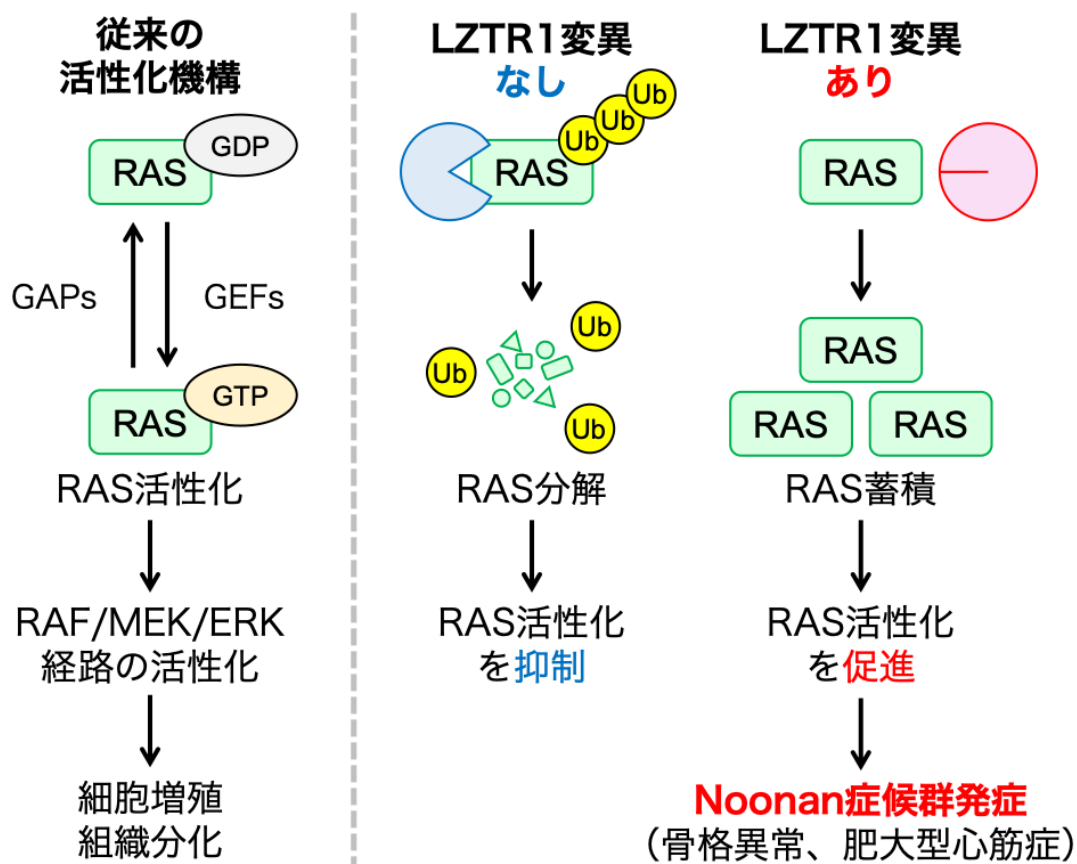 従来の
活性化機構
RAS
GDP
GAPs
GEFs
RAS
GTP
RAS活性化
RAF/MEK/ERK
経路の活性化
細胞増殖
組織分化
LZTR1変異
なし
RAS
Ub
Ub
Ub
Ub
Ub
Ub
RAS分解
RAS活性化
を抑制
LZTR1変異
あり
RAS
RAS
RAS
RAS
RAS蓄積
RAS活性化
を促進
Noonan症候群発症
（骨格異常、肥大型心筋症）